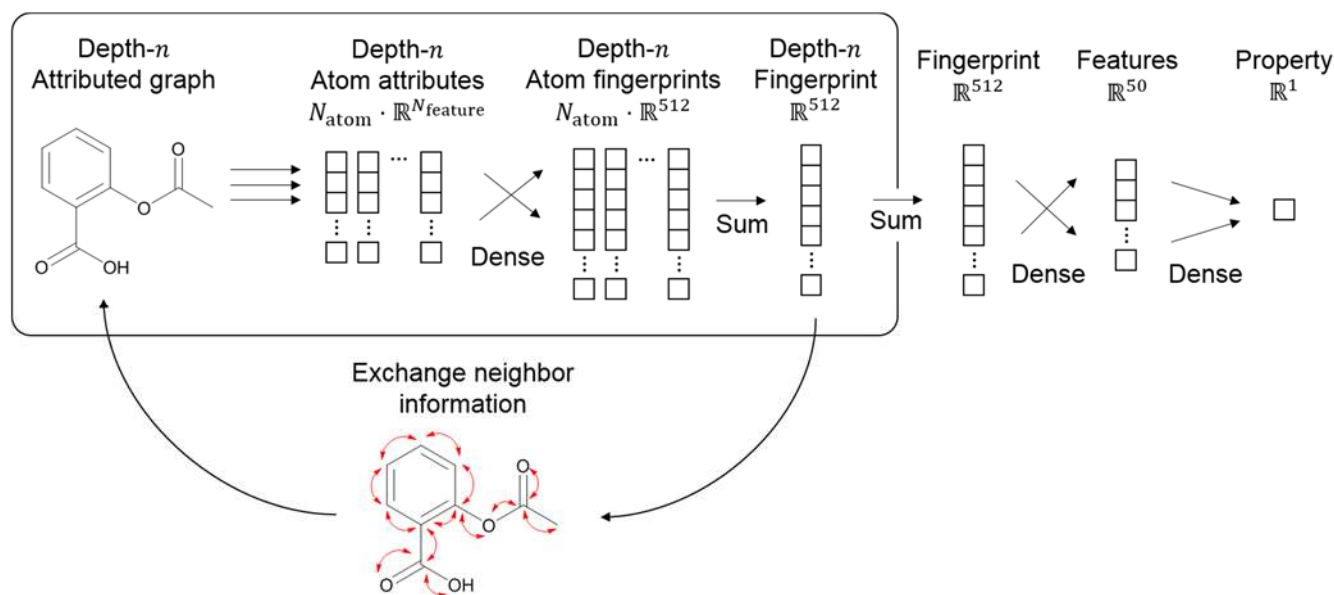 Depth-n
Attributed graph
Depth-n
Atom attributes
N_atom · ℝ^N_feature
Depth-n
Atom fingerprints
N_atom · ℝ^512
Depth-n
Fingerprint
ℝ^512
Fingerprint
ℝ^512
Features
ℝ^50
Property
ℝ^1
O
O
O
OH
...
Dense
...
Sum
Sum
Dense
Dense
Exchange neighbor
information
O
O
O
OH